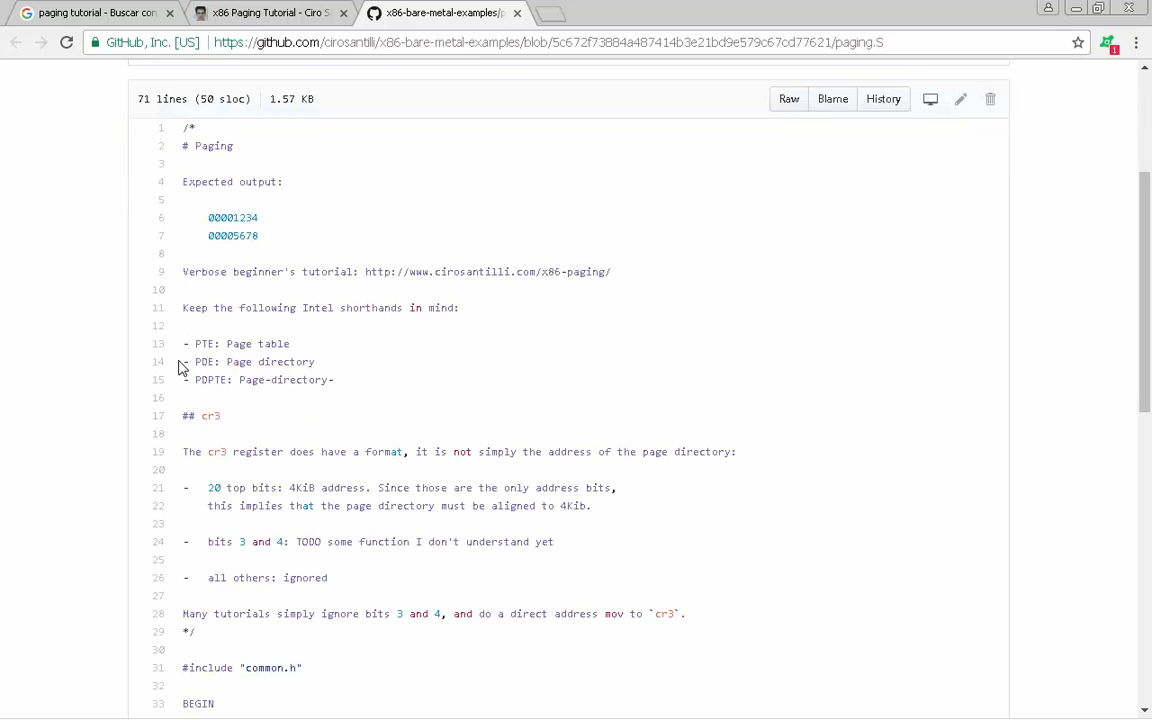 paging tutorial - Buscar con
x86 Paging Tutorial - Ciro S
x86-bare-metal-examples/p
GitHub, Inc. [US]
https://github.com/cirosantilli/x86-bare-metal-examples/blob/5c672f73884a487414b3e21bd9e579c67cd77621/paging.S
1
71 lines (50 sloc) 1.57 KB
Raw Blame History
1 /*
2 # Paging
3
4 Expected output:
5
6 00001234
7 00005678
8
9 Verbose beginner's tutorial: http://www.cirosantilli.com/x86-paging/
10
11 Keep the following Intel shorthands in mind:
12
13 - PTE: Page table
14 - PDE: Page directory
15 - PDPTE: Page-directory-
16
17 ## cr3
18
19 The cr3 register does have a format, it is not simply the address of the page directory:
20
21 - 20 top bits: 4KiB address. Since those are the only address bits,
22 this implies that the page directory must be aligned to 4Kib.
23
24 - bits 3 and 4: TODO some function I don't understand yet
25
26 - all others: ignored
27
28 Many tutorials simply ignore bits 3 and 4, and do a direct address mov to `cr3`.
29 */
30
31 #include "common.h"
32
33 BEGIN